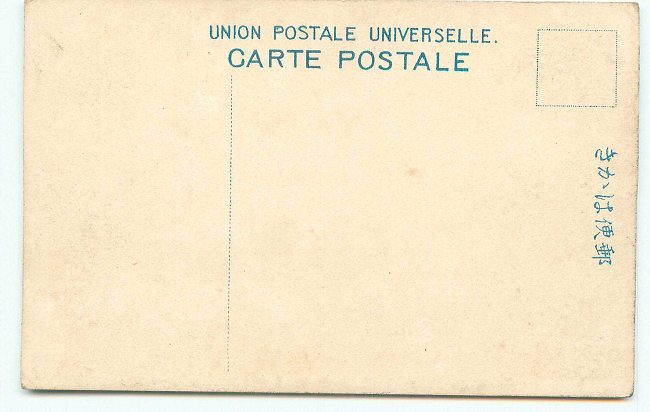 UNION POSTALE UNIVERSELLE.
CARTE POSTALE
きかは便郵